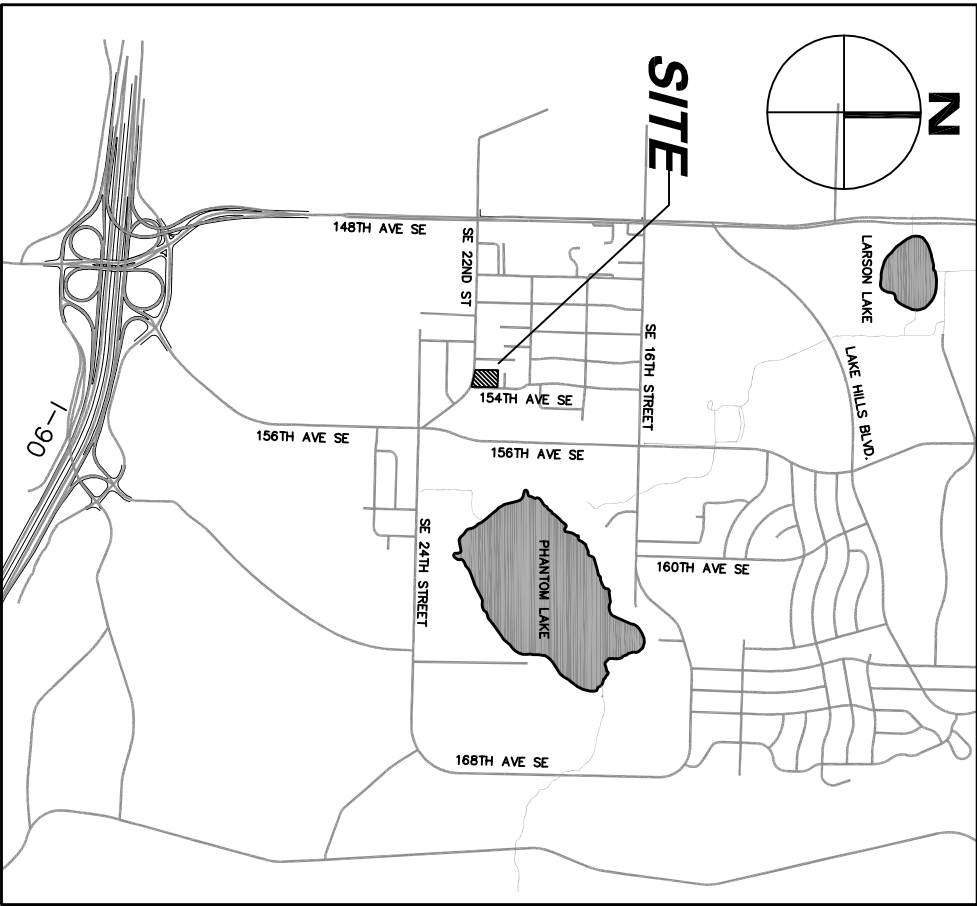 N
SITE
LARSON LAKE
148TH AVE SE
SE 22ND ST
LAKE HILLS BLVD.
SE 16TH STREET
154TH AVE SE
156TH AVE SE
156TH AVE SE
I-90
SE 24TH STREET
PHANTOM LAKE
160TH AVE SE
168TH AVE SE